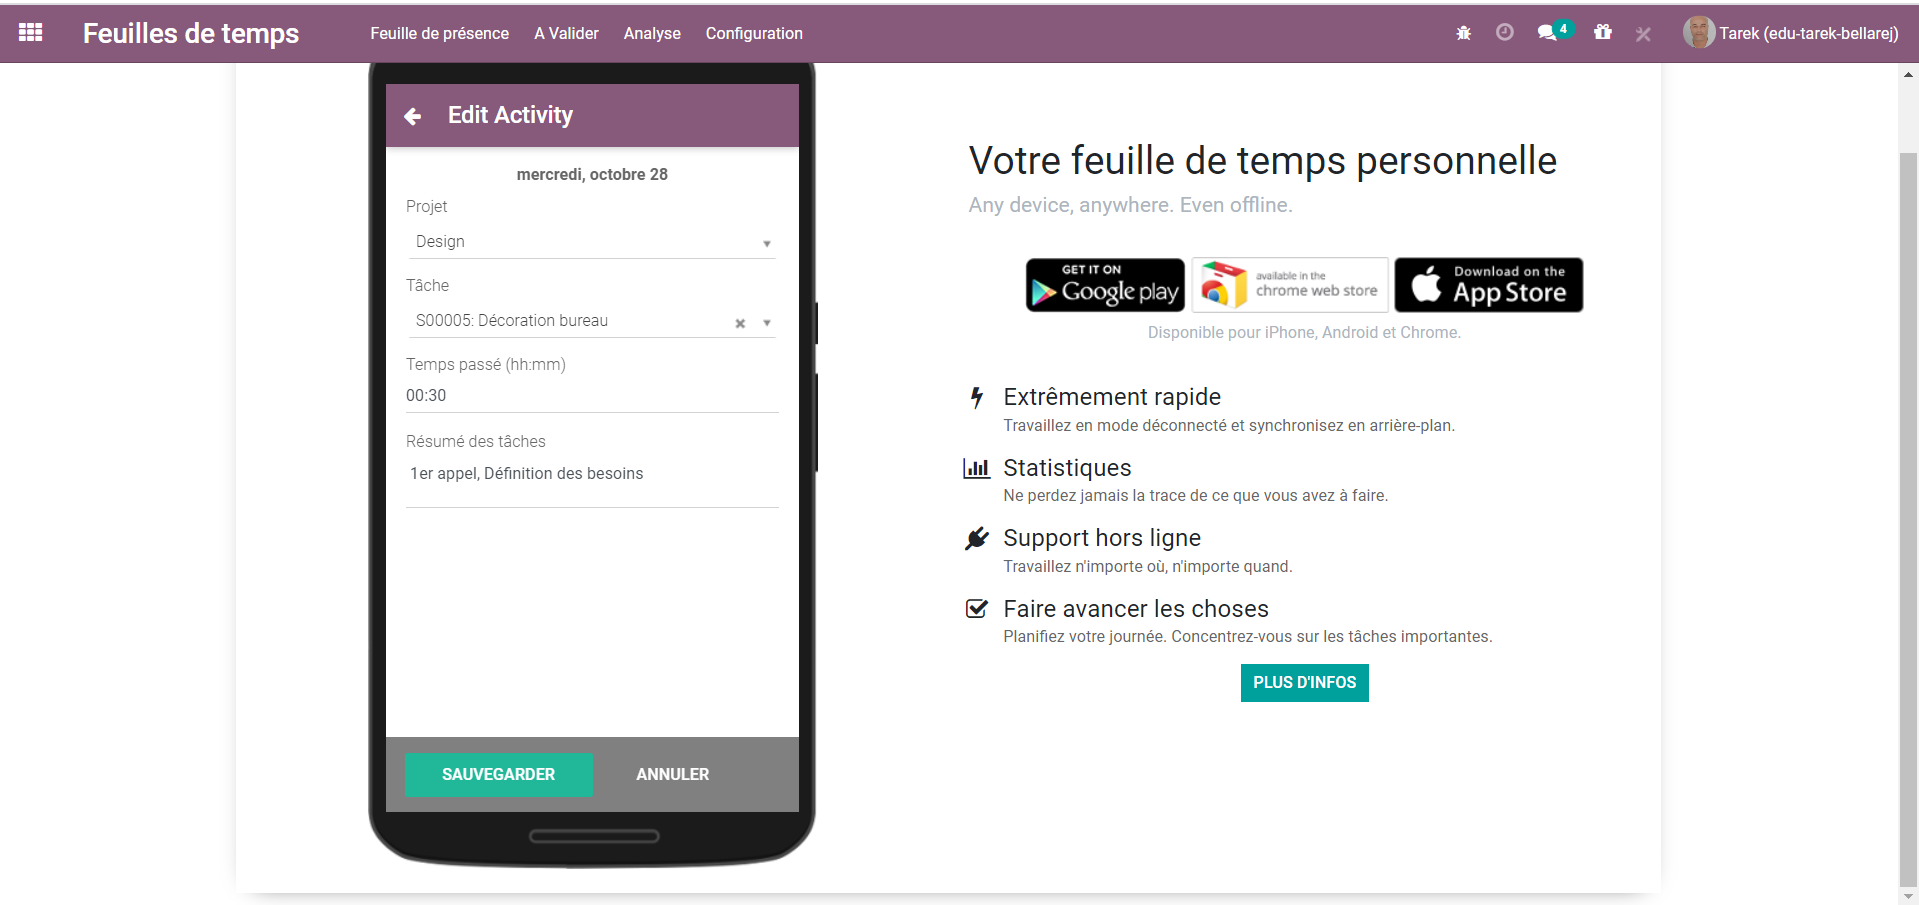 Feuilles de temps
Feuille de présence
A Valider
Analyse
Configuration
4
Tarek (edu-tarek-bellarej)
Edit Activity
mercredi, octobre 28
Projet
Design
Tâche
S00005: Décoration bureau
Temps passé (hh:mm)
00:30
Résumé des tâches
1er appel, Définition des besoins
SAUVEGARDER
ANNULER
Votre feuille de temps personnelle
Any device, anywhere. Even offline.
GET IT ON
Google play
available in the
chrome web store
Download on the
App Store
Disponible pour iPhone, Android et Chrome.
Extrêmement rapide
Travaillez en mode déconnecté et synchronisez en arrière-plan.
Statistiques
Ne perdez jamais la trace de ce que vous avez à faire.
Support hors ligne
Travaillez n'importe où, n'importe quand.
Faire avancer les choses
Planifiez votre journée. Concentrez-vous sur les tâches importantes.
PLUS D'INFOS